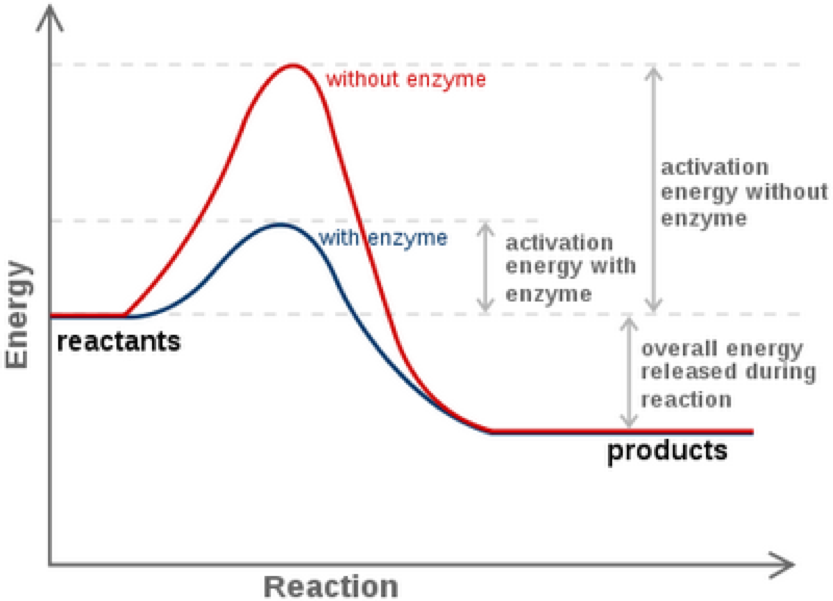 without enzyme
activation
energy without
enzyme
with enzyme
activation
energy with
enzyme
Energy
reactants
overall energy
released during
reaction
products
Reaction